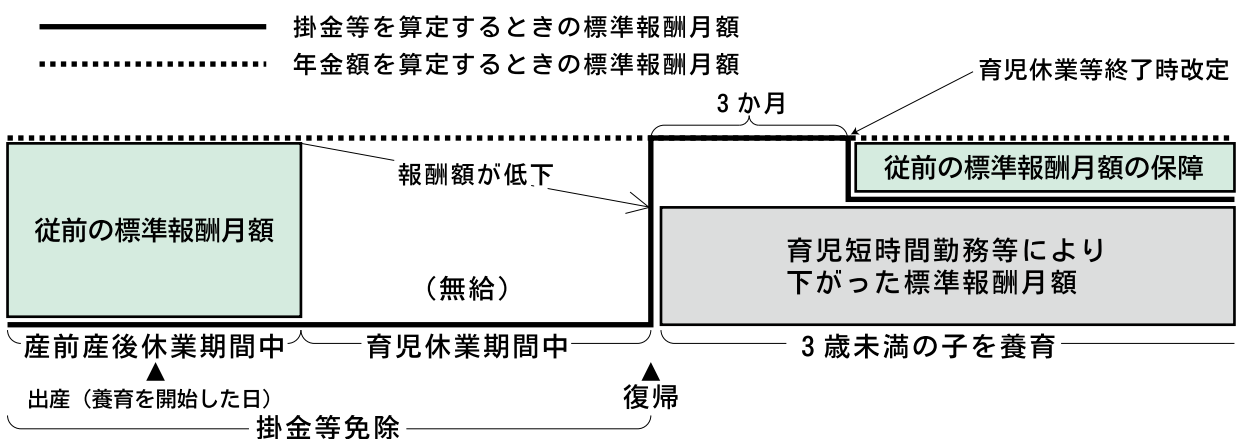 掛金等を算定するときの標準報酬月額
年金額を算定するときの標準報酬月額
育児休業等終了時改定
3か月
報酬額が低下
従前の標準報酬月額の保障
従前の標準報酬月額
(無給)
育児短時間勤務等により
下がった標準報酬月額
産前産後休業期間中
育児休業期間中
3歳未満の子を養育
出産(養育を開始した日)
復帰
掛金等免除